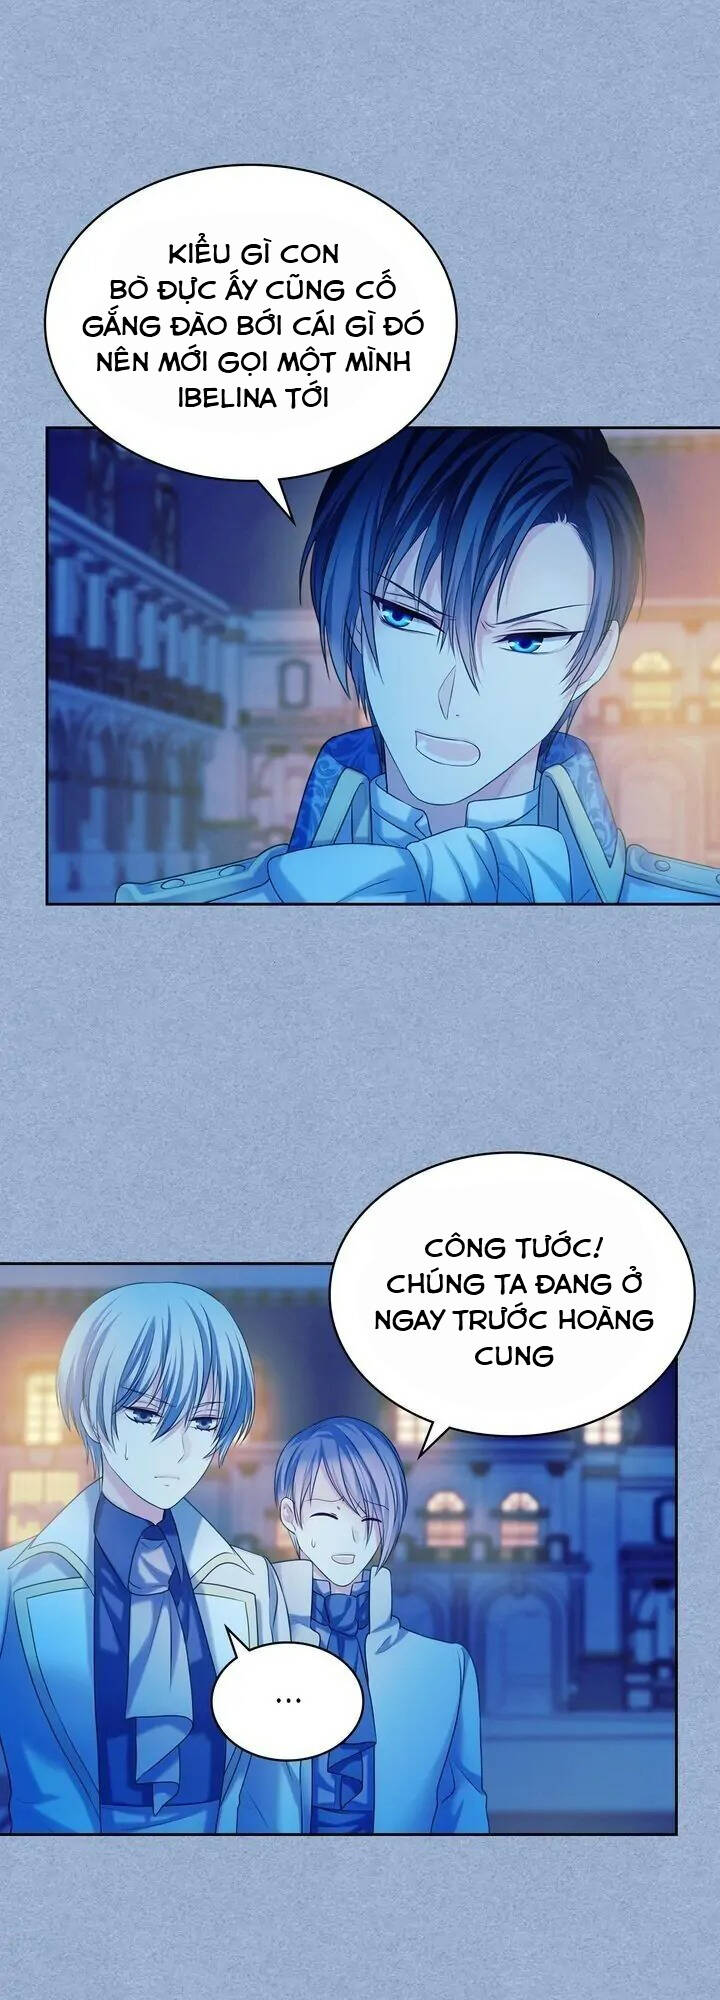 KIỂU GÌ CON
BÒ ĐỰC ẤY CŨNG CỐ
GẮNG ĐÀO BỚI CÁI GÌ ĐÓ
NÊN MỚI GỌI MỘT MÌNH
IBELINA TỚI
CÔNG TƯỚC!
CHÚNG TA ĐANG Ở
NGAY TRƯỚC HOÀNG
CUNG
...